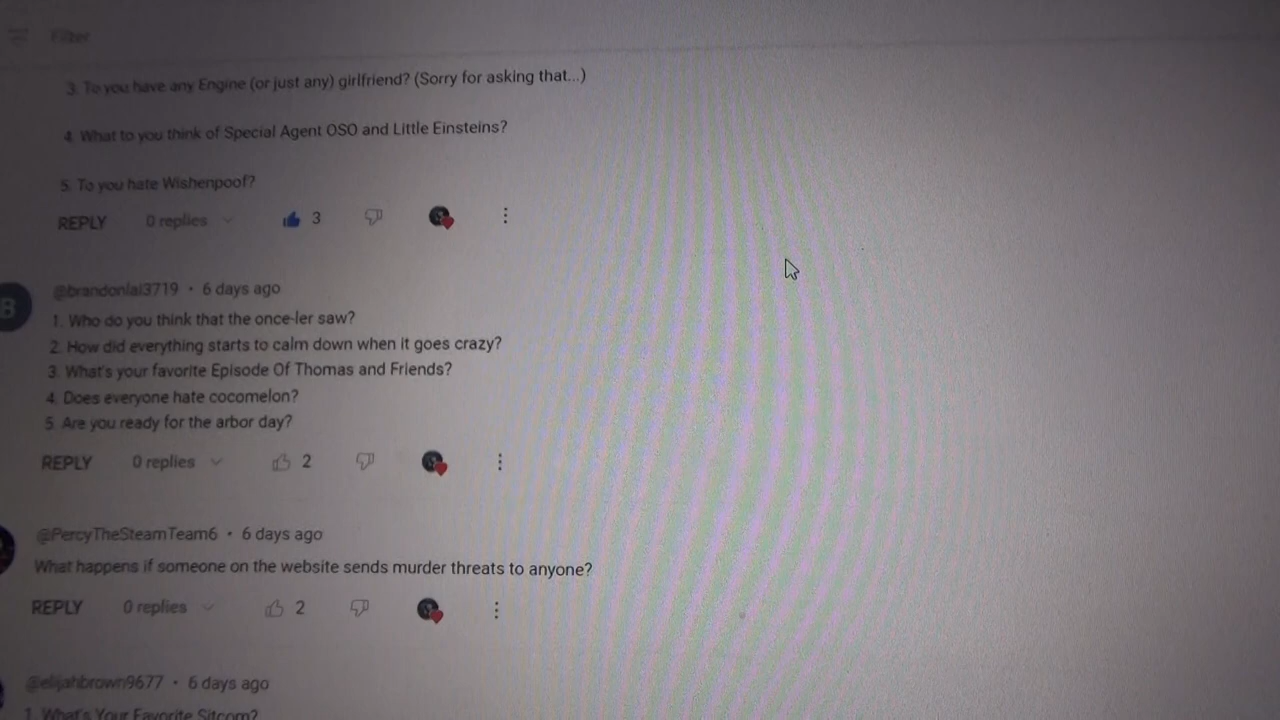 Filter
3. To you have any Engine (or just any) girlfriend? (Sorry for asking that...)
4. What to you think of Special Agent OSO and Little Einsteins?
5. To you hate Wishenpoof?
REPLY 0 replies 3
B
@brandonlai3719 • 6 days ago
1. Who do you think that the once-ler saw?
2. How did everything starts to calm down when it goes crazy?
3. What's your favorite Episode Of Thomas and Friends?
4. Does everyone hate cocomelon?
5. Are you ready for the arbor day?
REPLY 0 replies 2
@PercyTheSteamTeam6 • 6 days ago
What happens if someone on the website sends murder threats to anyone?
REPLY 0 replies 2
@elijahbrown9677 • 6 days ago
1. What's Your Favorite Sitcom?